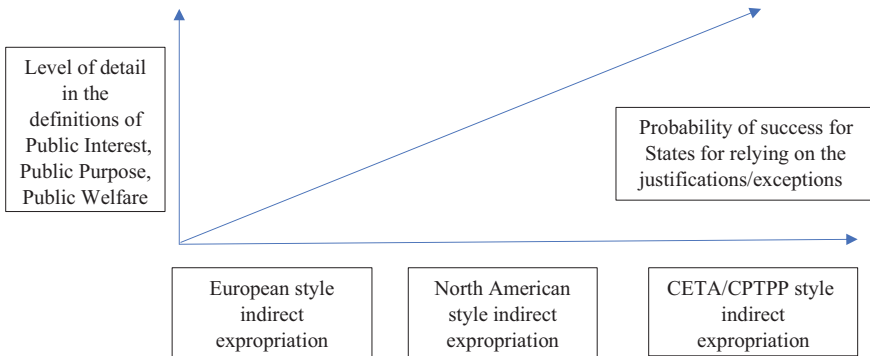 Level of detail
in the
definitions of
Public Interest,
Public Purpose,
Public Welfare
Probability of success for
States for relying on the
justifications/exceptions
European style
indirect
expropriation
North American
style indirect
expropriation
CETA/CPTPP style
indirect
expropriation